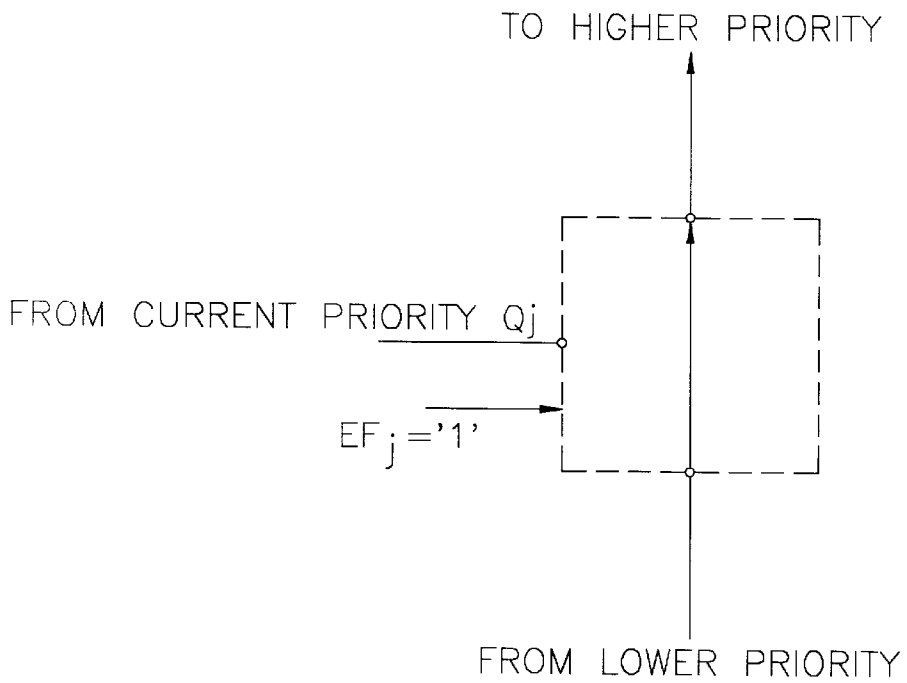 TO HIGHER PRIORITY
FROM CURRENT PRIORITY Qj
EFj='1'
FROM LOWER PRIORITY